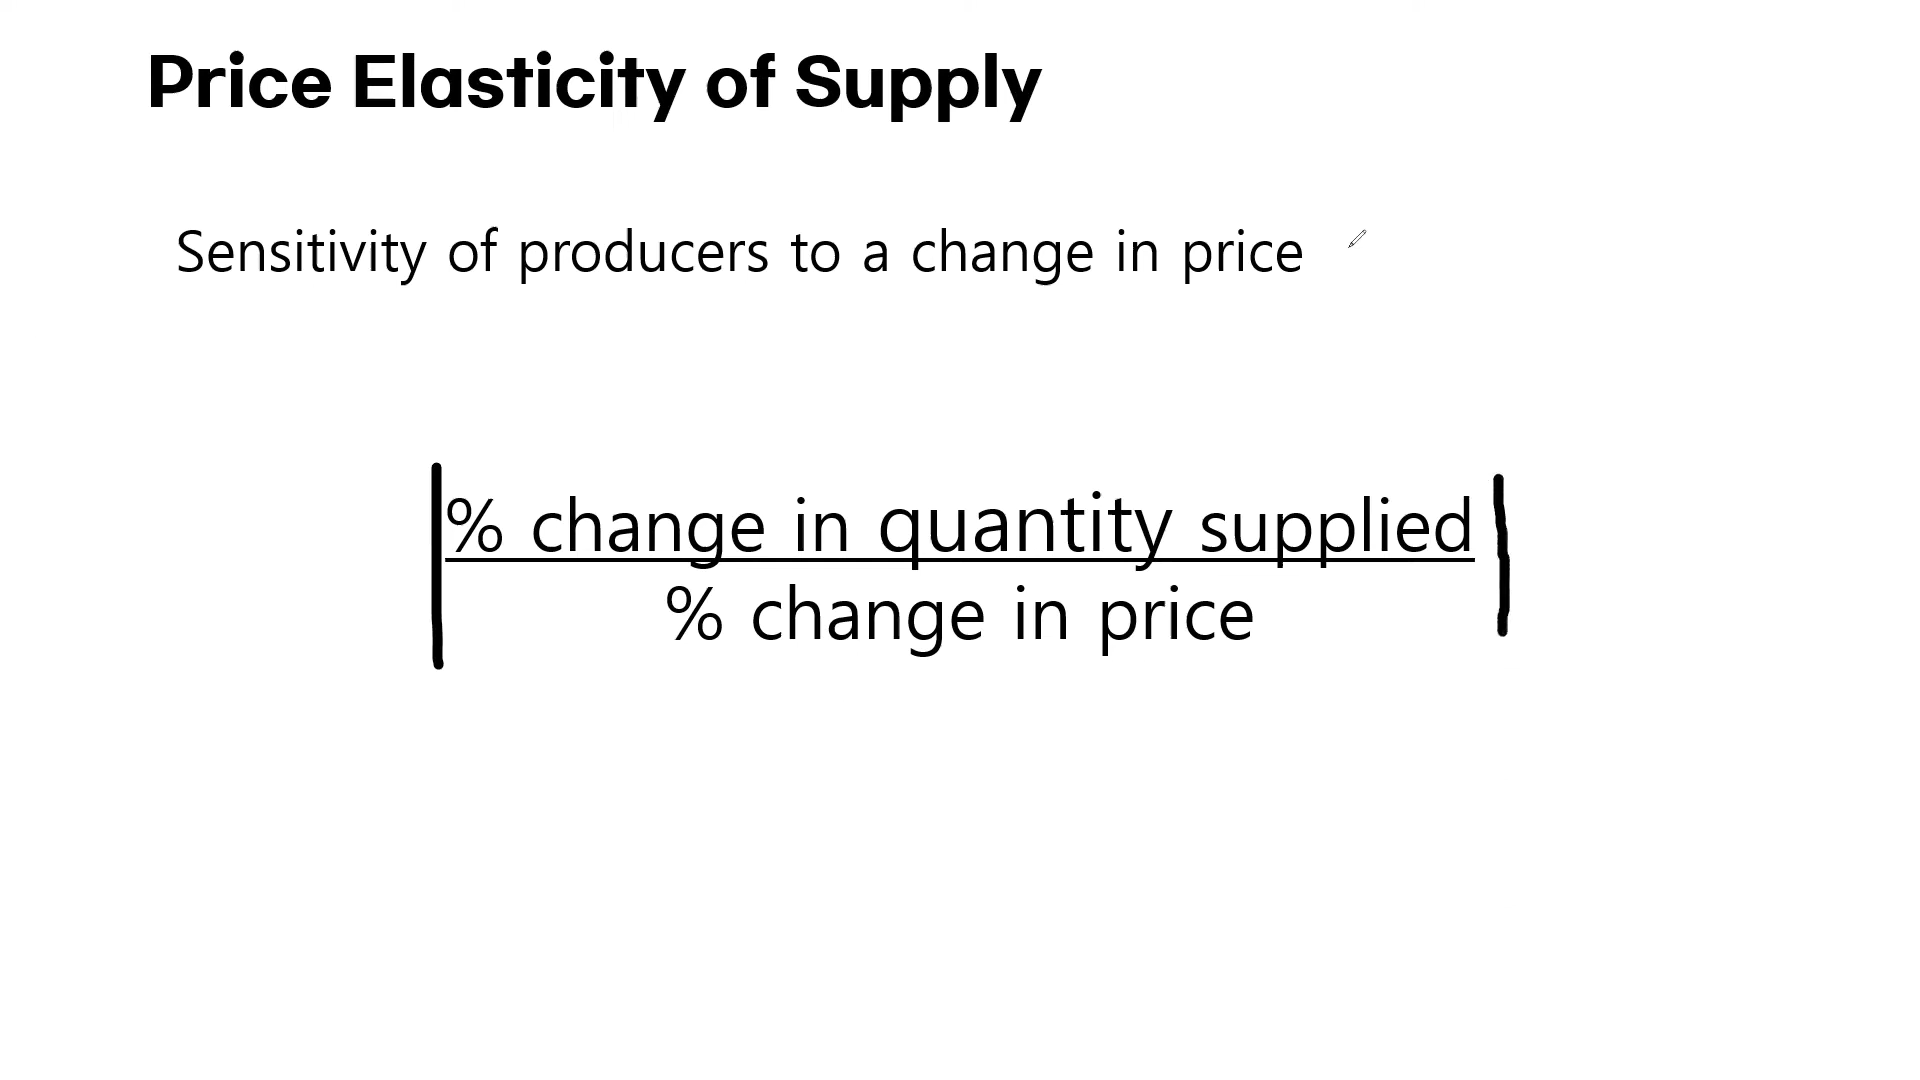 Price Elasticity of Supply
Sensitivity of producers to a change in price
% change in quantity supplied
% change in price